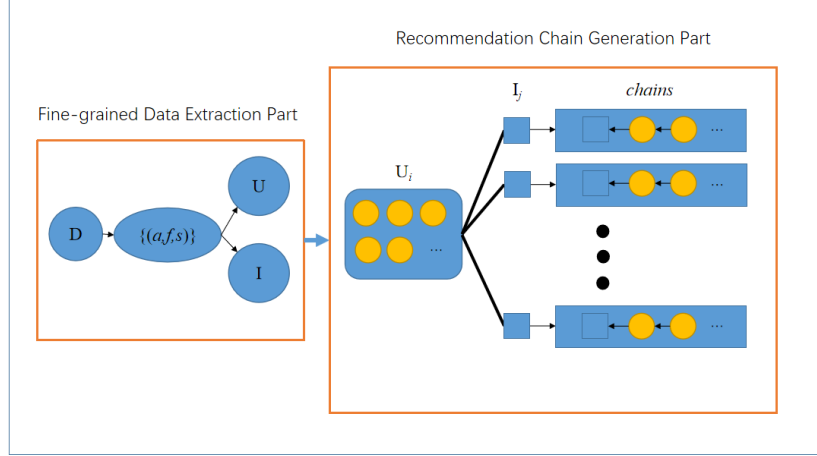 Recommendation Chain Generation Part
Fine-grained Data Extraction Part
I_j
chains
U_i
D
{(a,f,s)}
U
I
...
...
...
...